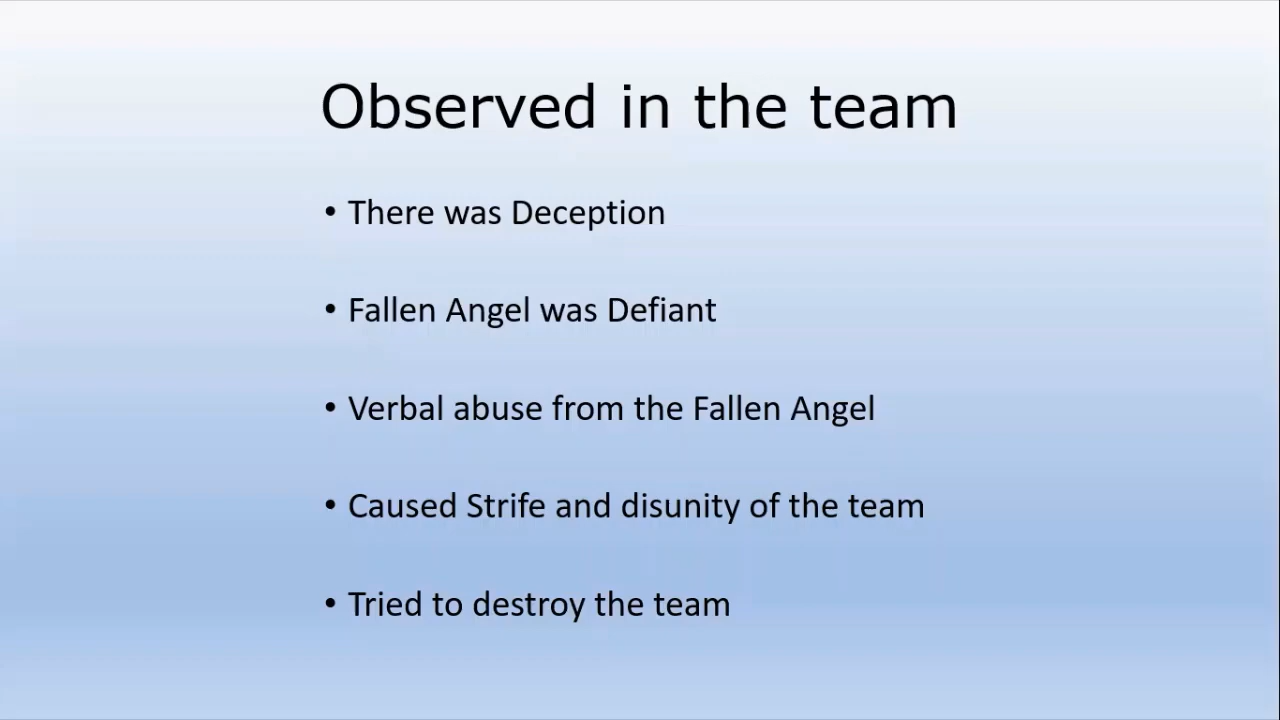 Observed in the team
• There was Deception
• Fallen Angel was Defiant
• Verbal abuse from the Fallen Angel
• Caused Strife and disunity of the team
• Tried to destroy the team